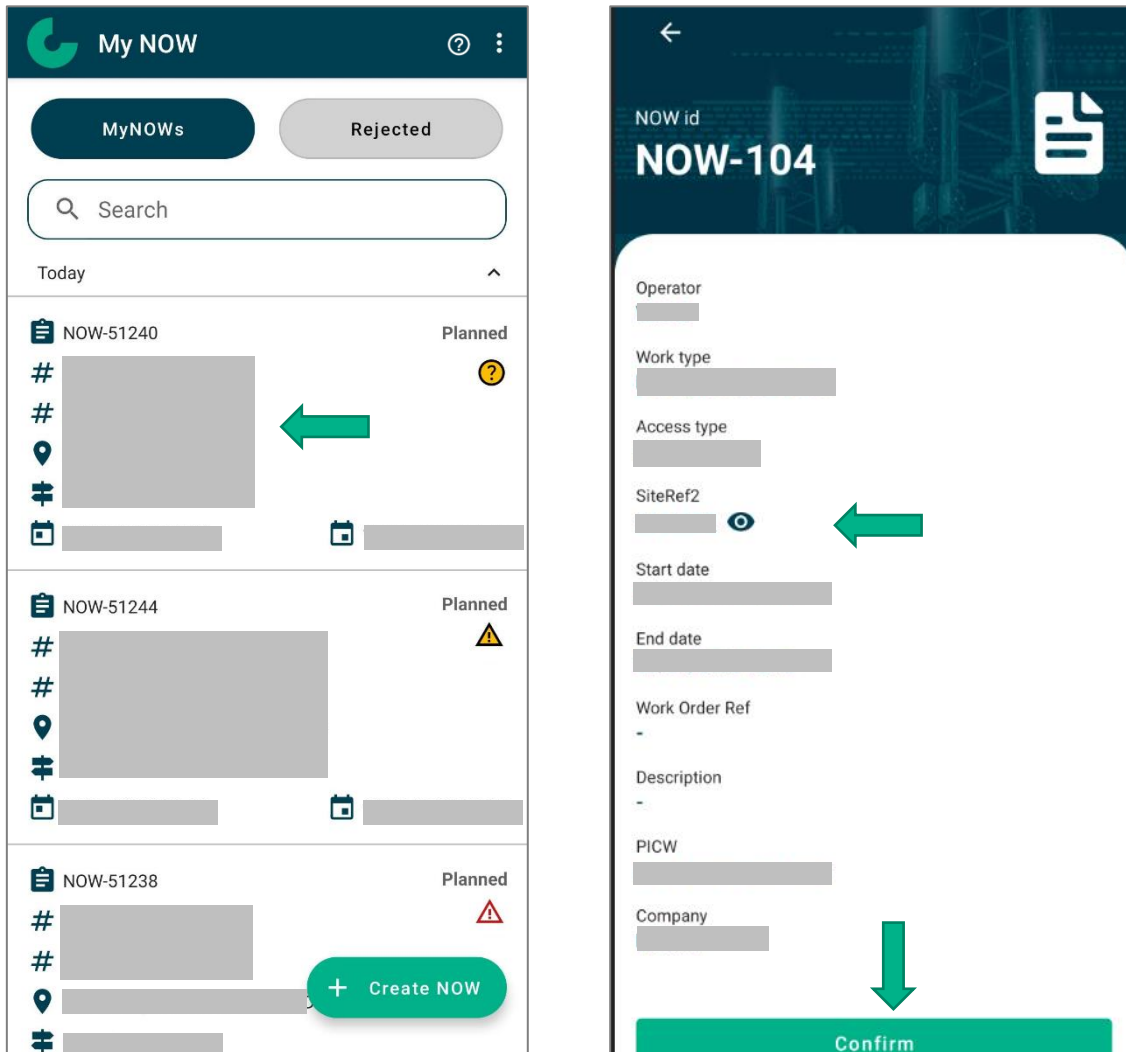 My NOW
MyNOWs
Rejected
Search
Today
NOW-51240
Planned
NOW-51244
Planned
NOW-51238
Planned
+ Create NOW
NOW id
NOW-104
Operator
Work type
Access type
SiteRef2
Start date
End date
Work Order Ref
-
Description
-
PICW
Company
Confirm